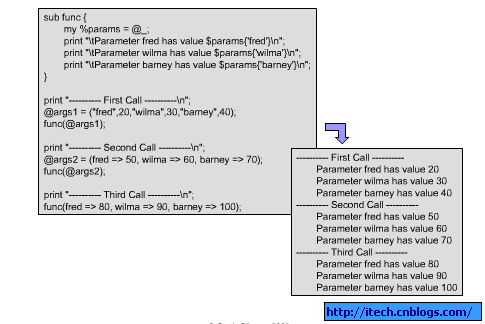 sub func {
my %params = @_;
print "\tParameter fred has value $params{'fred'}\n";
print "\tParameter wilma has value $params{'wilma'}\n";
print "\tParameter barney has value $params{'barney'}\n";
}
print "---------- First Call ----------\n";
@args1 = ("fred",20,"wilma",30,"barney",40);
func(@args1);
print "---------- Second Call ----------\n";
@args2 = (fred => 50, wilma => 60, barney => 70);
func(@args2);
print "---------- Third Call ----------\n";
func(fred => 80, wilma => 90, barney => 100);
---------- First Call ----------
Parameter fred has value 20
Parameter wilma has value 30
Parameter barney has value 40
---------- Second Call ----------
Parameter fred has value 50
Parameter wilma has value 60
Parameter barney has value 70
---------- Third Call ----------
Parameter fred has value 80
Parameter wilma has value 90
Parameter barney has value 100
http://itech.cnblogs.com/